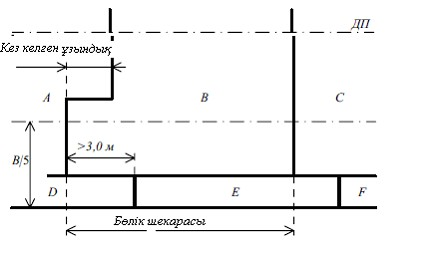 ДП
Кез келген ұзындық
A B C
B/5
>3,0 м
D E F
Бөлік шекарасы